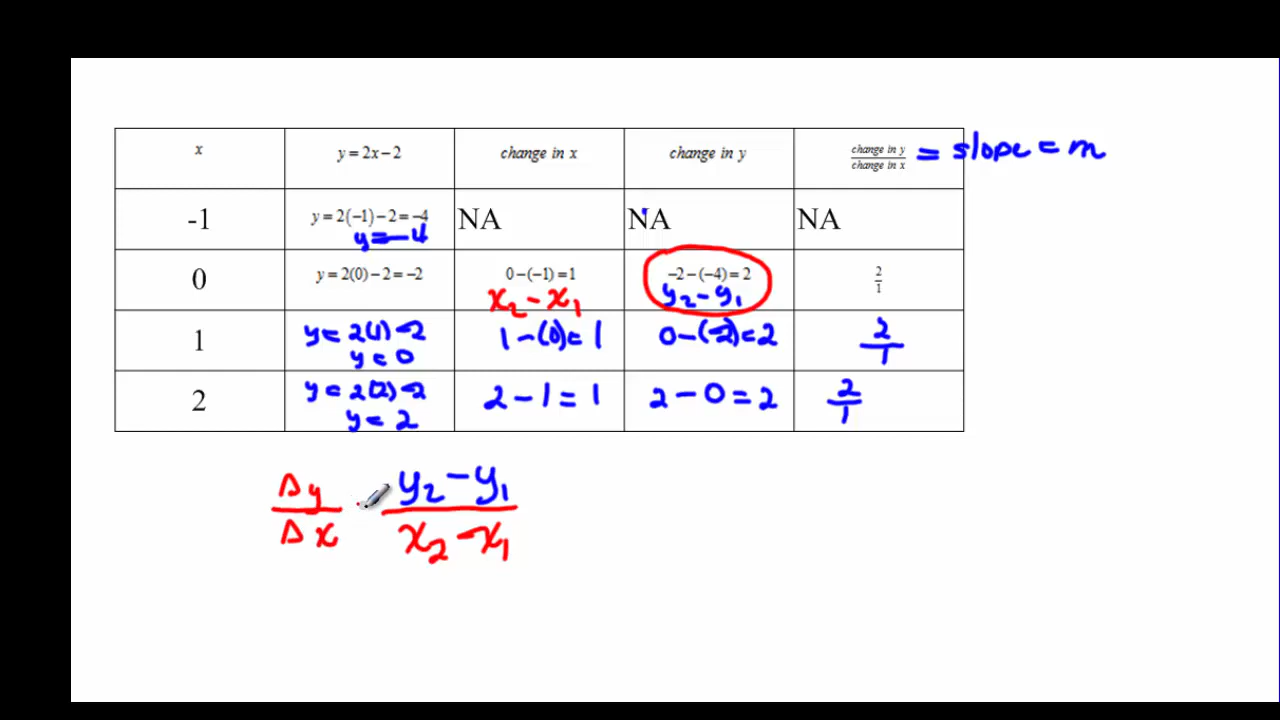 x y = 2x − 2 change in x change in y change in y / change in x = slope = m
-1 y = 2(−1) − 2 = −4 NA NA NA
y = −4
0 y = 2(0) − 2 = −2 0 − (−1) = 1 −2 − (−4) = 2 2/1
x₂ − x₁ y₂ − y₁
1 y = 2(1) − 2 1 − (0) = 1 0 − (−2) = 2 2/1
y = 0
2 y = 2(2) − 2 2 − 1 = 1 2 − 0 = 2 2/1
y = 2
Δy y₂ − y₁
Δx x₂ − x₁